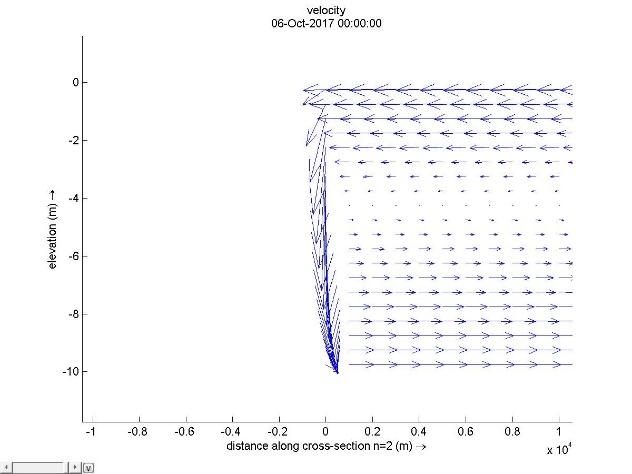 velocity
06-Oct-2017 00:00:00
0
-2
-4
-6
-8
-10
elevation (m) →
-1 -0.8 -0.6 -0.4 -0.2 0 0.2 0.4 0.6 0.8 1
distance along cross-section n=2 (m) →
x 10⁴
v